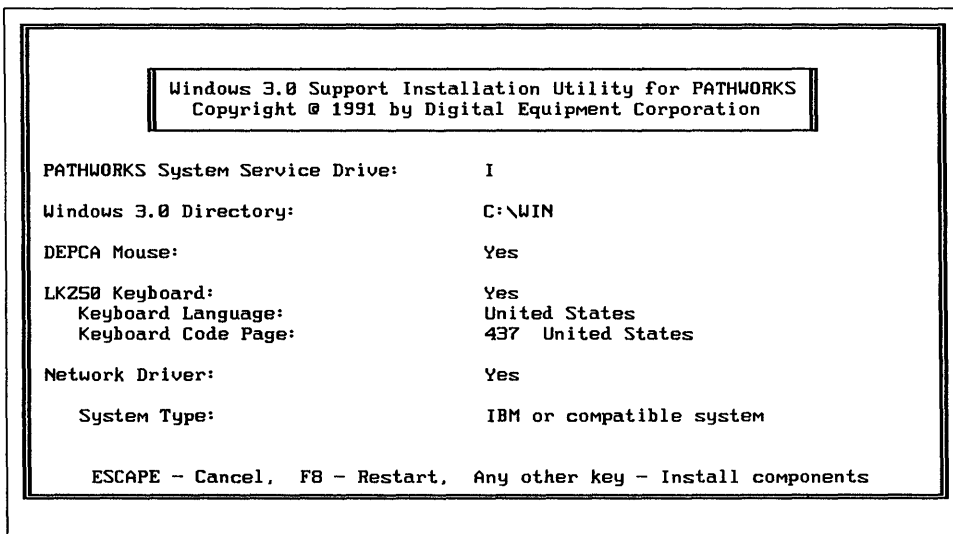 Windows 3.0 Support Installation Utility for PATHWORKS
Copyright @ 1991 by Digital Equipment Corporation
PATHWORKS System Service Drive: I
Windows 3.0 Directory: C:\WIN
DEPCA Mouse: Yes
LK250 Keyboard: Yes
Keyboard Language: United States
Keyboard Code Page: 437 United States
Network Driver: Yes
System Type: IBM or compatible system
ESCAPE - Cancel, F8 - Restart, Any other key - Install components